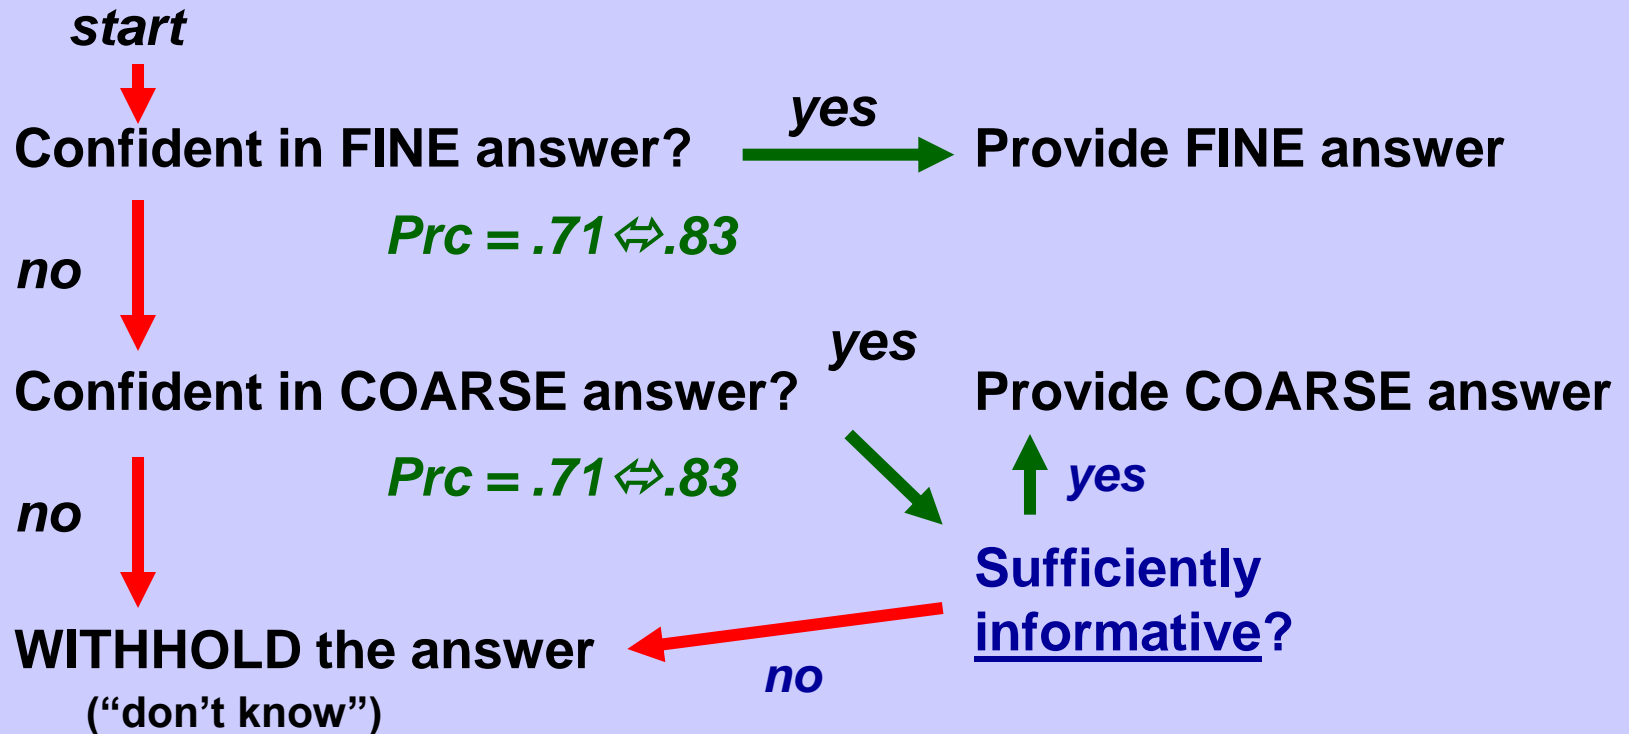 start
Confident in FINE answer?
yes
Provide FINE answer
Prc = .71⬄.83
no
Confident in COARSE answer?
yes
Provide COARSE answer
Prc = .71⬄.83
yes
no
Sufficiently
informative?
WITHHOLD the answer
no
(“don’t know”)